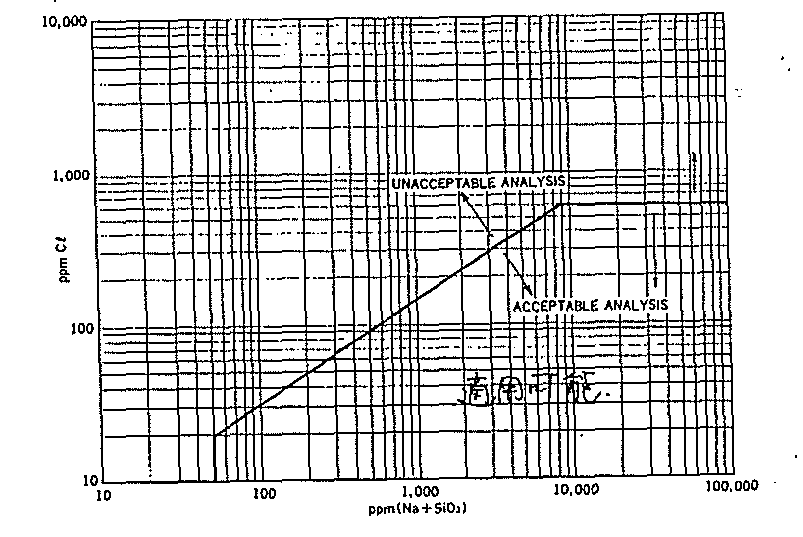 10,000
1,000
UNACCEPTABLE ANALYSIS
ppm Cℓ
ACCEPTABLE ANALYSIS
100
適用可能.
10
10
100
1,000
10,000
100,000
ppm(Na+SiO₂)